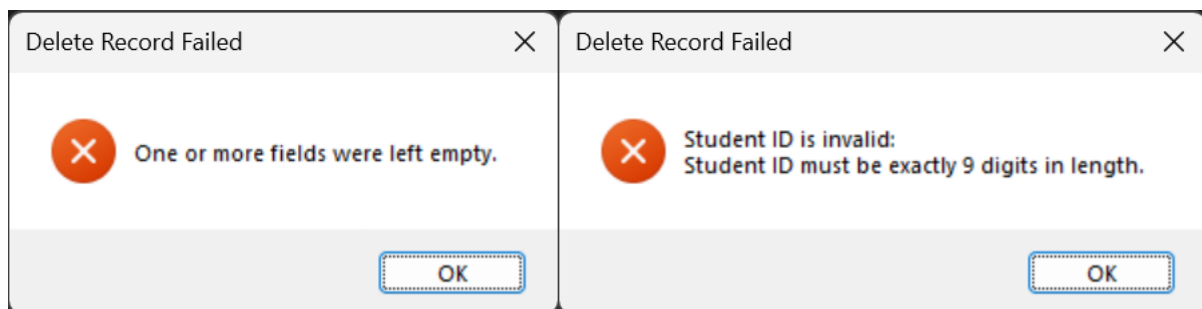 Delete Record Failed
One or more fields were left empty.
OK
Delete Record Failed
Student ID is invalid:
Student ID must be exactly 9 digits in length.
OK